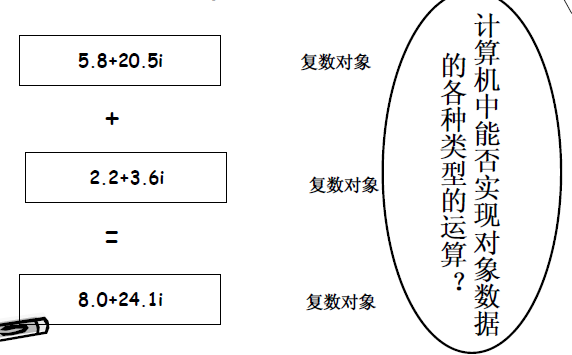 5.8+20.5i
复数对象
+
2.2+3.6i
复数对象
=
8.0+24.1i
复数对象
计算机中能否实现对象数据
的各种类型的运算？